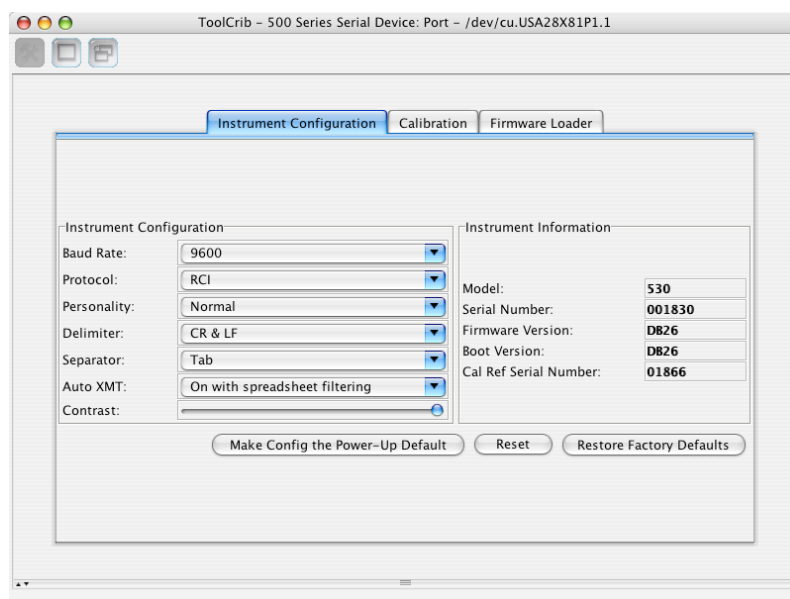 ToolCrib – 500 Series Serial Device: Port – /dev/cu.USA28X81P1.1
Instrument Configuration
Calibration
Firmware Loader
Instrument Configuration
Baud Rate: 9600
Protocol: RCI
Personality: Normal
Delimiter: CR & LF
Separator: Tab
Auto XMT: On with spreadsheet filtering
Contrast:
Instrument Information
Model: 530
Serial Number: 001830
Firmware Version: DB26
Boot Version: DB26
Cal Ref Serial Number: 01866
Make Config the Power-Up Default
Reset
Restore Factory Defaults